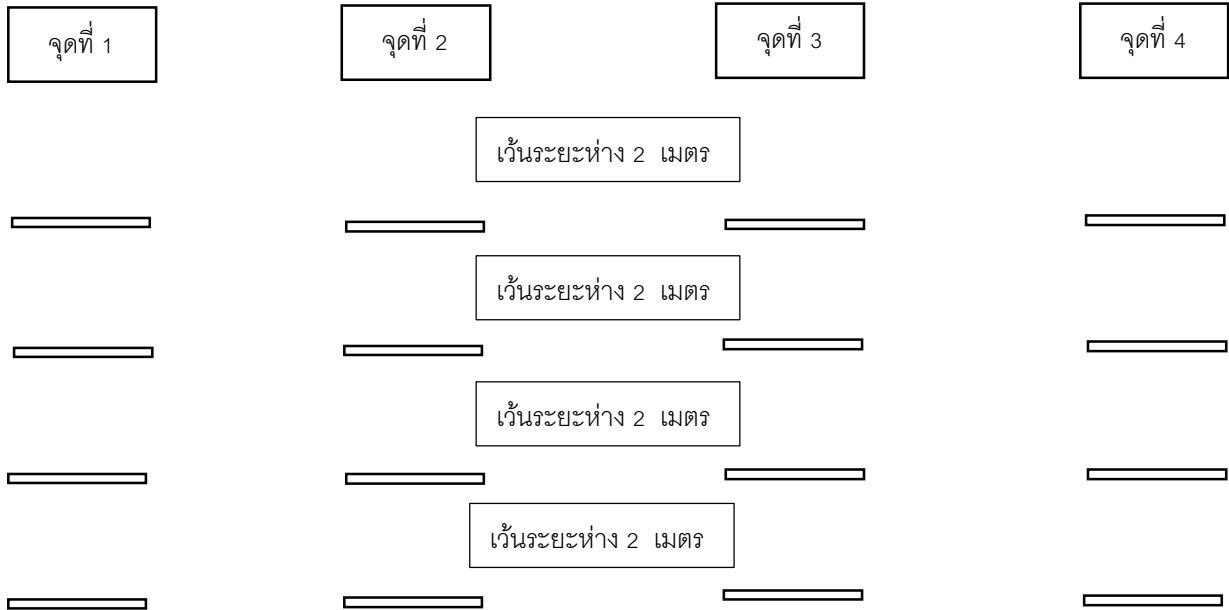 จุดที่ 1
จุดที่ 2
จุดที่ 3
จุดที่ 4
เว้นระยะห่าง 2 เมตร
เว้นระยะห่าง 2 เมตร
เว้นระยะห่าง 2 เมตร
เว้นระยะห่าง 2 เมตร